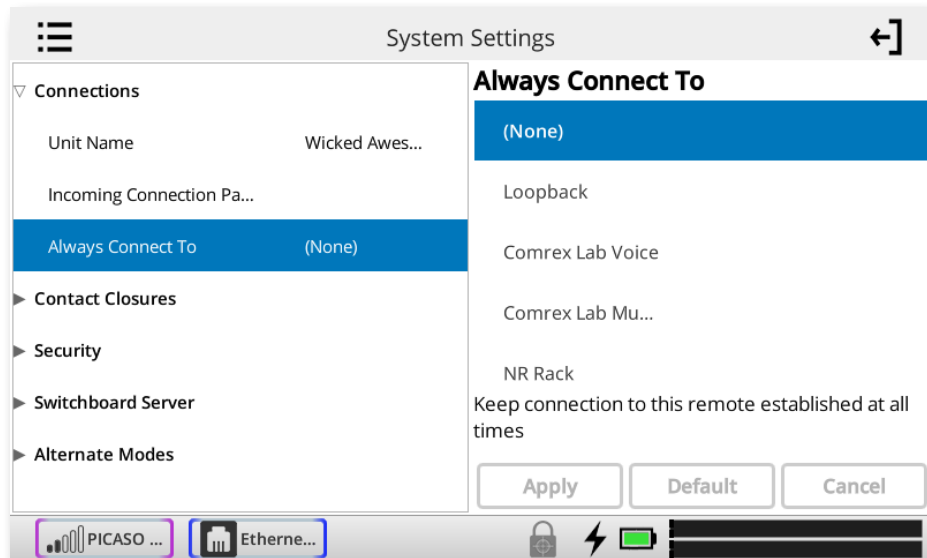 System Settings
Connections
Unit Name Wicked Awes...
Incoming Connection Pa...
Always Connect To (None)
Contact Closures
Security
Switchboard Server
Alternate Modes
Always Connect To
(None)
Loopback
Comrex Lab Voice
Comrex Lab Mu...
NR Rack
Keep connection to this remote established at all
times
Apply Default Cancel
PICASO ... Etherne...